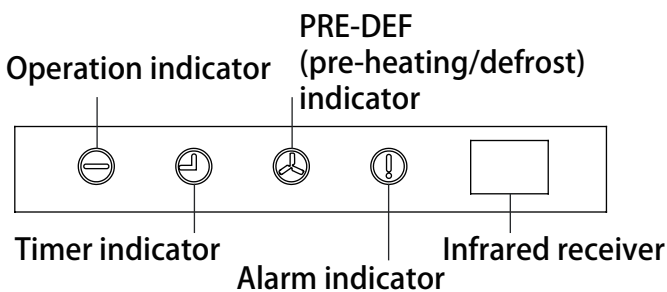 PRE-DEF
Operation indicator
(pre-heating/defrost)
indicator
Timer indicator
Infrared receiver
Alarm indicator